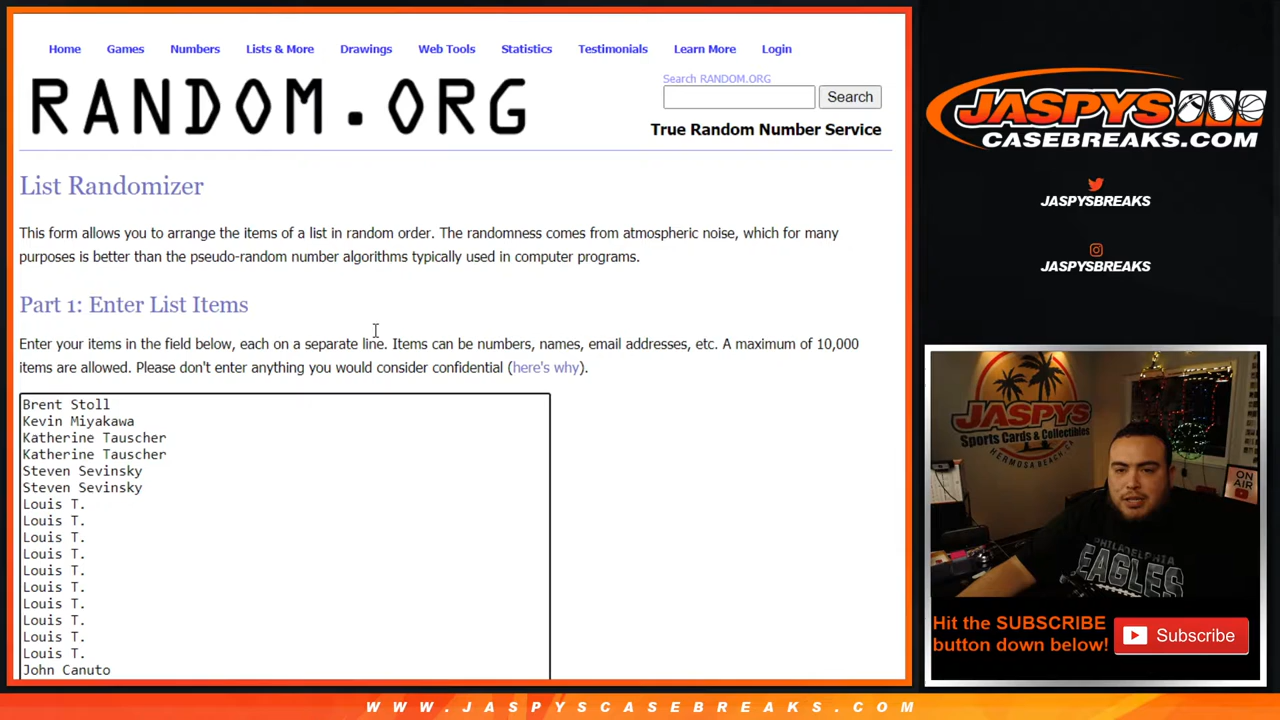 Home Games Numbers Lists & More Drawings Web Tools Statistics Testimonials Learn More Login
RANDOM.ORG
Search RANDOM.ORG
Search
True Random Number Service
List Randomizer
This form allows you to arrange the items of a list in random order. The randomness comes from atmospheric noise, which for many
purposes is better than the pseudo-random number algorithms typically used in computer programs.
Part 1: Enter List Items
Enter your items in the field below, each on a separate line. Items can be numbers, names, email addresses, etc. A maximum of 10,000
items are allowed. Please don't enter anything you would consider confidential (here's why).
Brent Stoll
Kevin Miyakawa
Katherine Tauscher
Katherine Tauscher
Steven Sevinsky
Steven Sevinsky
Louis T.
Louis T.
Louis T.
Louis T.
Louis T.
Louis T.
Louis T.
Louis T.
Louis T.
Louis T.
John Canuto
JASPYS
CASEBREAKS.COM
JASPYSBREAKS
JASPYSBREAKS
JASPYS
Sports Cards & Collectibles
HERMOSA BEACH, CA
ON
AIR
PHILADELPHIA
EAGLES
Hit the SUBSCRIBE
button down below!
Subscribe
WWW.JASPYSCASEBREAKS.COM